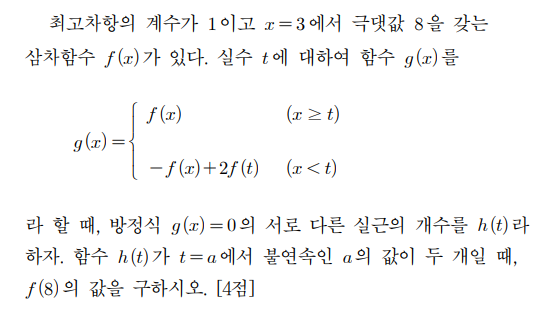 최고차항의 계수가 1이고 x=3에서 극댓값 8을 갖는
삼차함수 f(x)가 있다. 실수 t에 대하여 함수 g(x)를
g(x)={ f(x) (x≥t)
-f(x)+2f(t) (x<t)
라 할 때, 방정식 g(x)=0의 서로 다른 실근의 개수를 h(t)라
하자. 함수 h(t)가 t=a에서 불연속인 a의 값이 두 개일 때,
f(8)의 값을 구하시오. [4점]